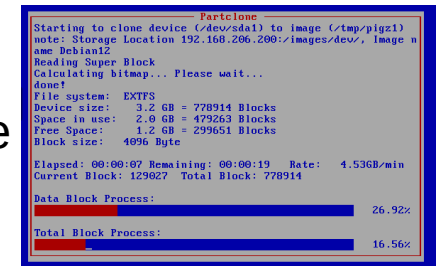 Partclone
Starting to clone device (/dev/sda1) to image (/tmp/pigz1)
note: Storage Location 192.168.206.200:/images/dev/, Image n
ame Debian12
Reading Super Block
Calculating bitmap... Please wait...
done!
File system:  EXTFS
Device size:    3.2 GB = 778914 Blocks
Space in use:   2.0 GB = 479263 Blocks
Free Space:     1.2 GB = 299651 Blocks
Block size:   4096 Byte
e
Elapsed: 00:00:07 Remaining: 00:00:19   Rate:   4.53GB/min
Current Block: 129027  Total Block: 778914
Data Block Process:
26.92%
Total Block Process:
16.56%